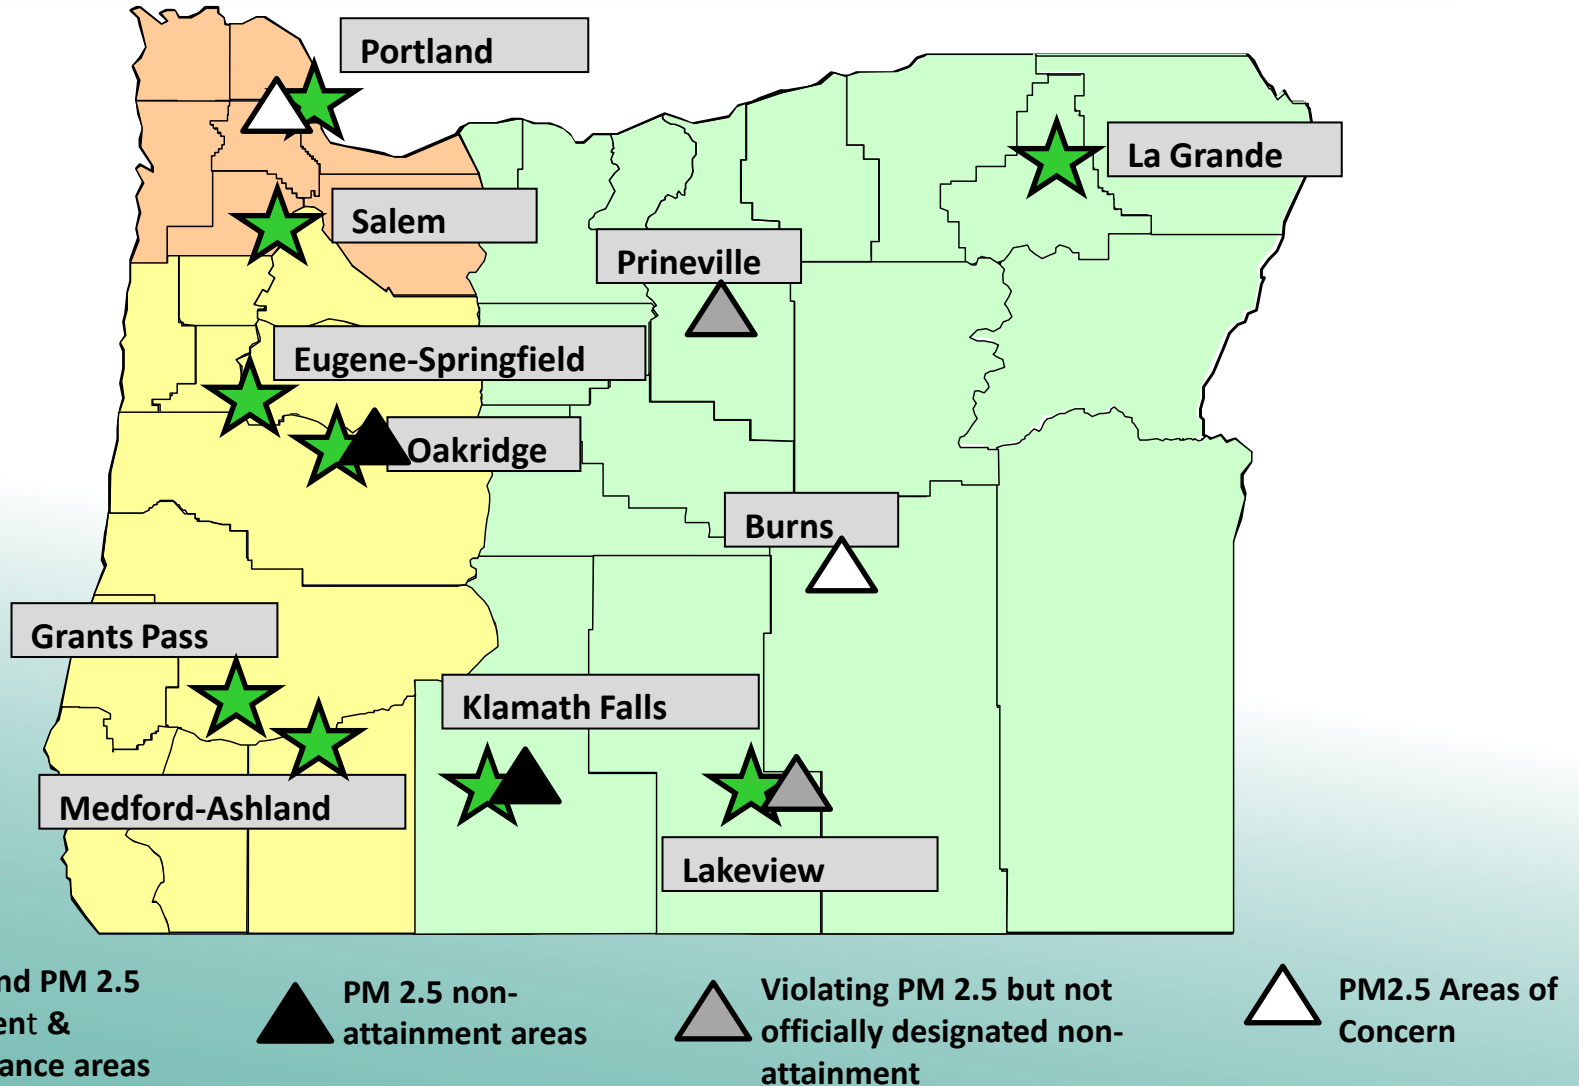 Portland
La Grande
Salem
Prineville
Eugene-Springfield
Oakridge
Burns
Grants Pass
Klamath Falls
Medford-Ashland
Lakeview
nd PM 2.5
ent &
ance areas
PM 2.5 non-
attainment areas
Violating PM 2.5 but not
officially designated non-
attainment
PM2.5 Areas of
Concern